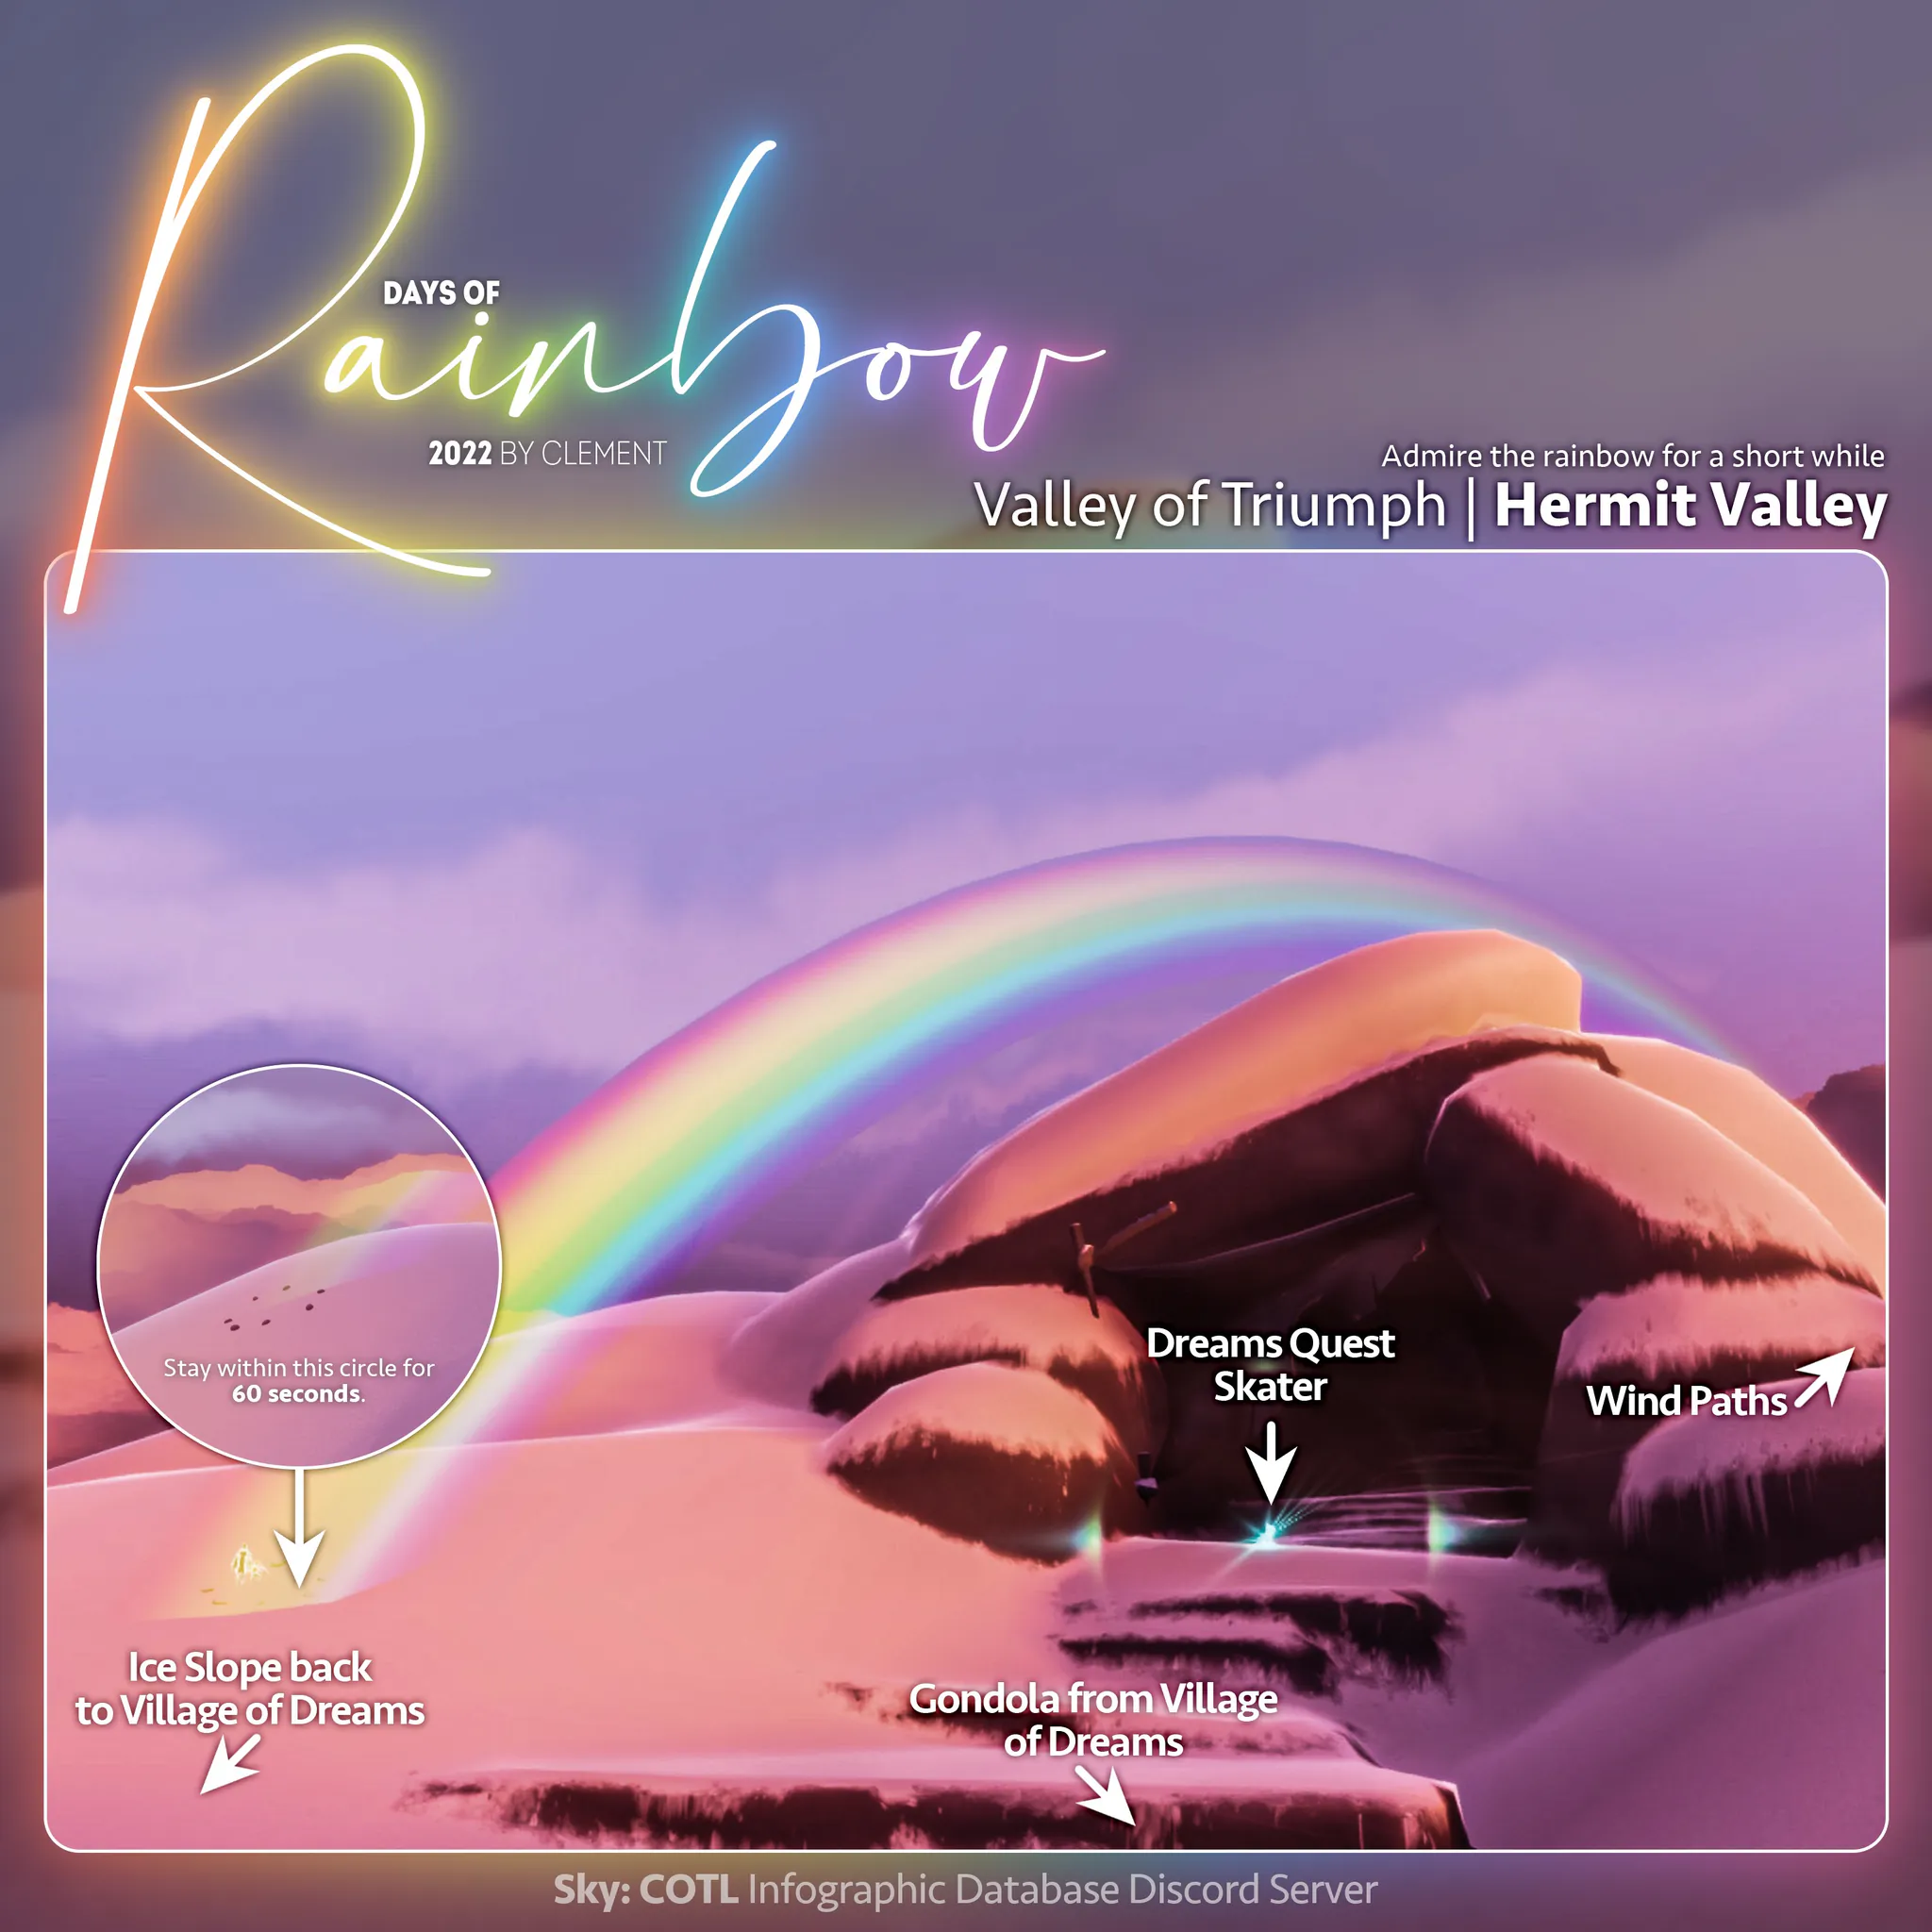 DAYS OF
Rainbow
2022 BY CLEMENT
Admire the rainbow for a short while
Valley of Triumph | Hermit Valley
Stay within this circle for
60 seconds.
Dreams Quest
Skater
Wind Paths
Ice Slope back
to Village of Dreams
Gondola from Village
of Dreams
Sky: COTL Infographic Database Discord Server